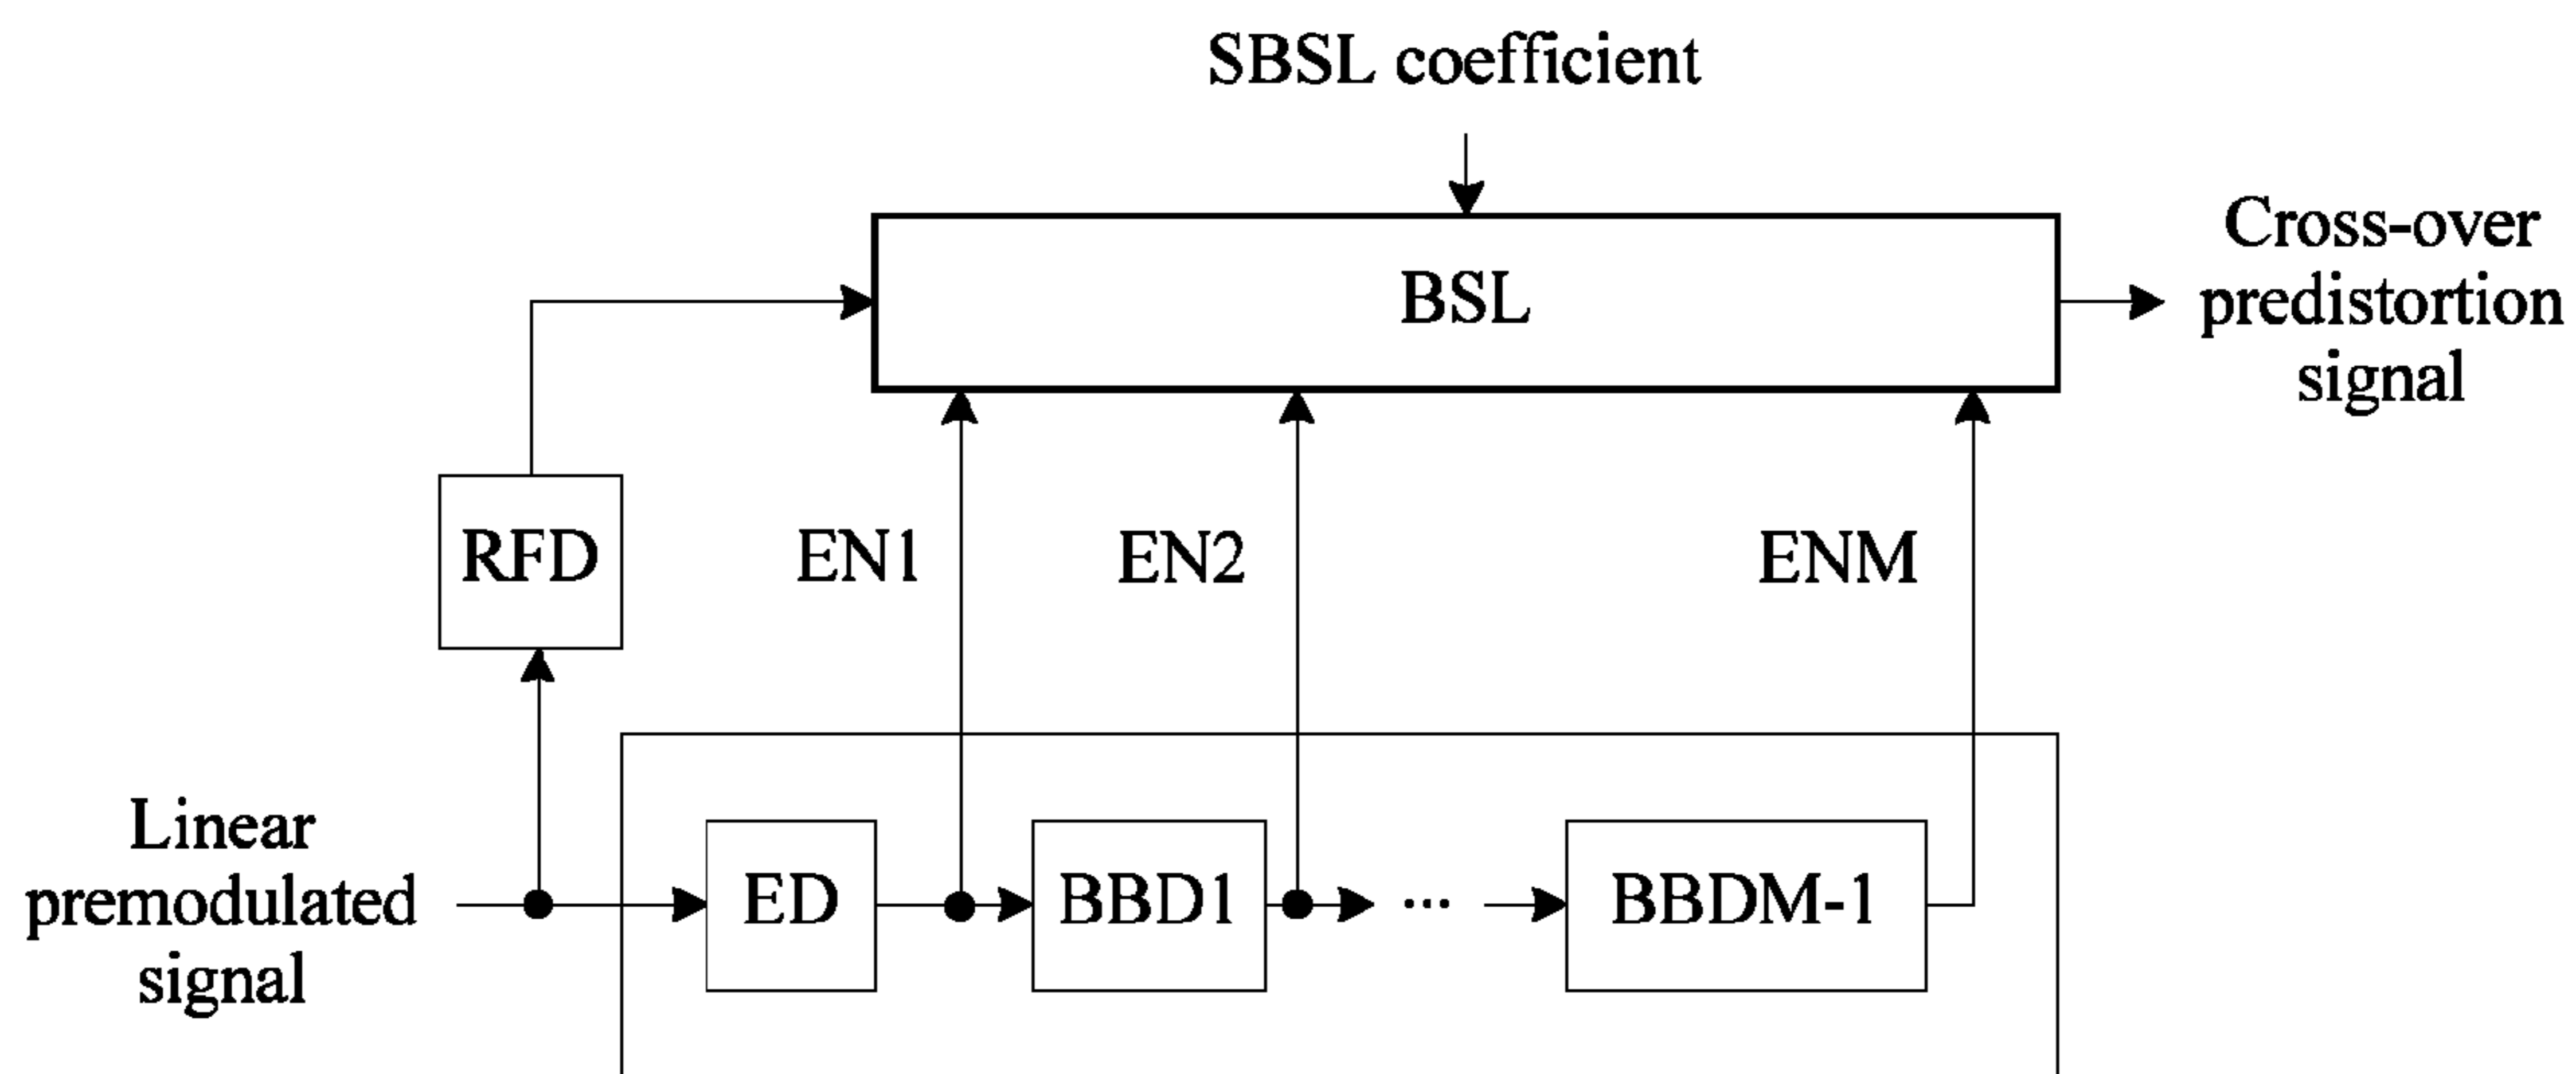 SBSL coefficient
BSL
Cross-over
predistortion
signal
RFD
EN1
EN2
ENM
Linear
premodulated
signal
ED
BBD1
...
BBDM-1